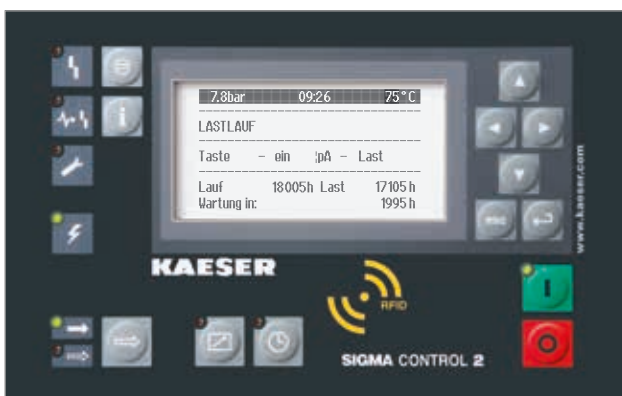 7.8bar 09:26 75°C
LASTLAUF
Taste - ein pA - Last
Lauf 18005h Last 17105h
Wartung in: 1995h
esc
www.kaeser.com
KAESER
RFID
I
SIGMA CONTROL 2